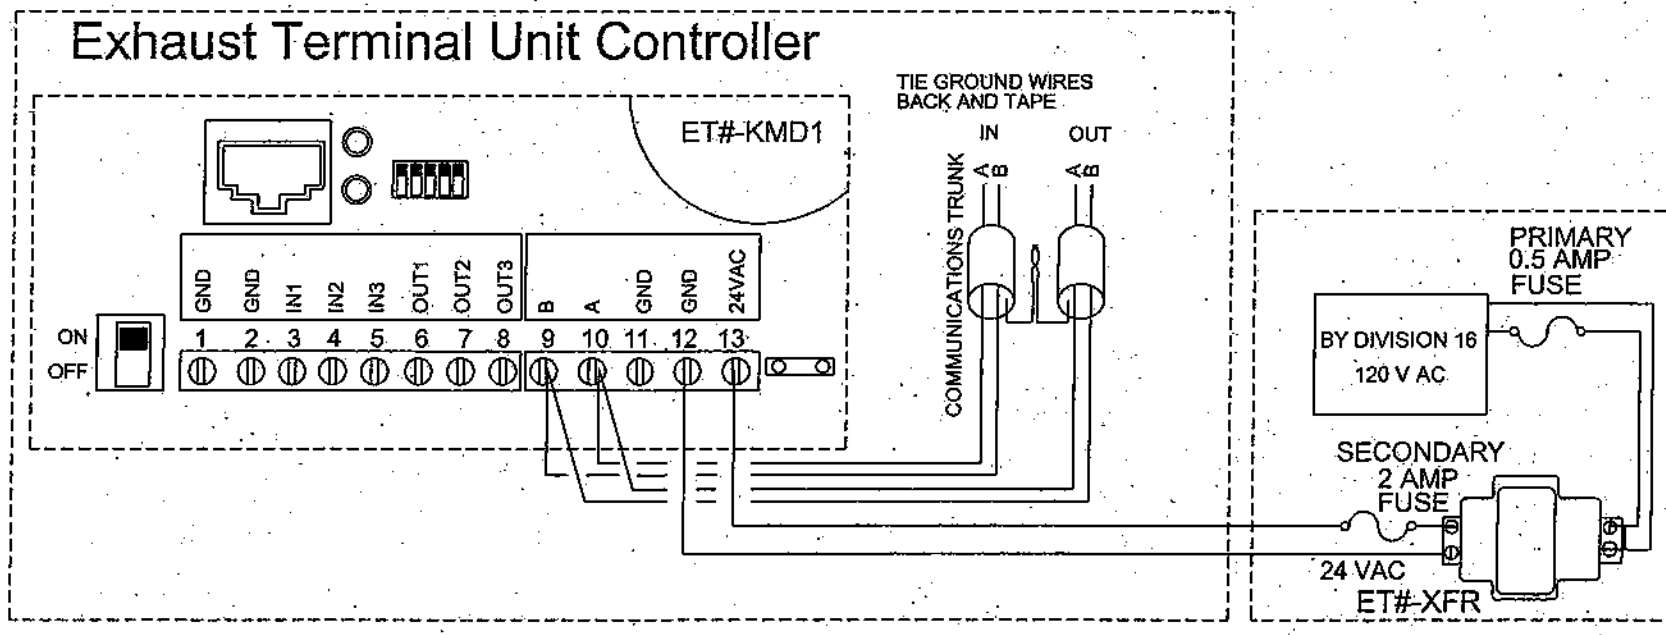 Exhaust Terminal Unit Controller
TIE GROUND WIRES
BACK AND TAPE
ET#-KMD1
IN OUT
A B A B
COMMUNICATIONS TRUNK
GND GND IN1 IN2 IN3 OUT1 OUT2 OUT3 B A GND GND 24VAC
ON
OFF
1 2 3 4 5 6 7 8 9 10 11 12 13
PRIMARY
0.5 AMP
FUSE
BY DIVISION 16
120 V AC
SECONDARY
2 AMP
FUSE
24 VAC
ET#-XFR